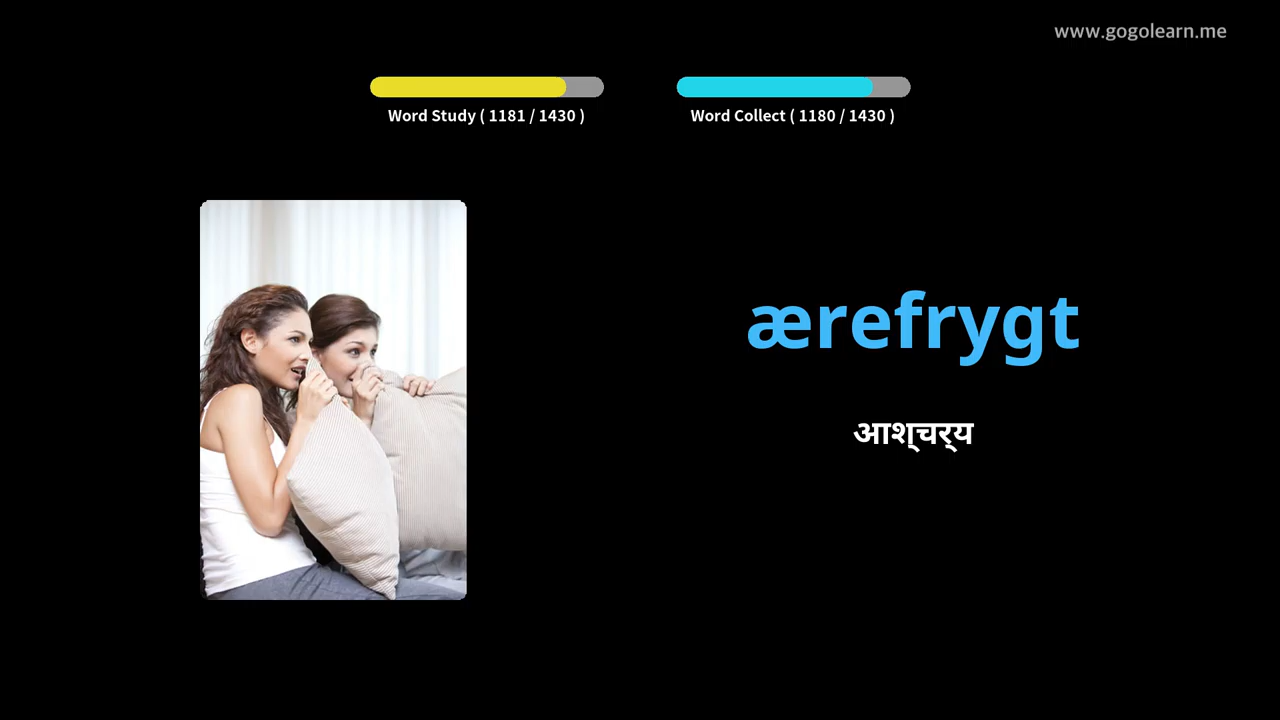 www.gogolearn.me
Word Study ( 1181 / 1430 )
Word Collect ( 1180 / 1430 )
ærefrygt
आश्चर्य